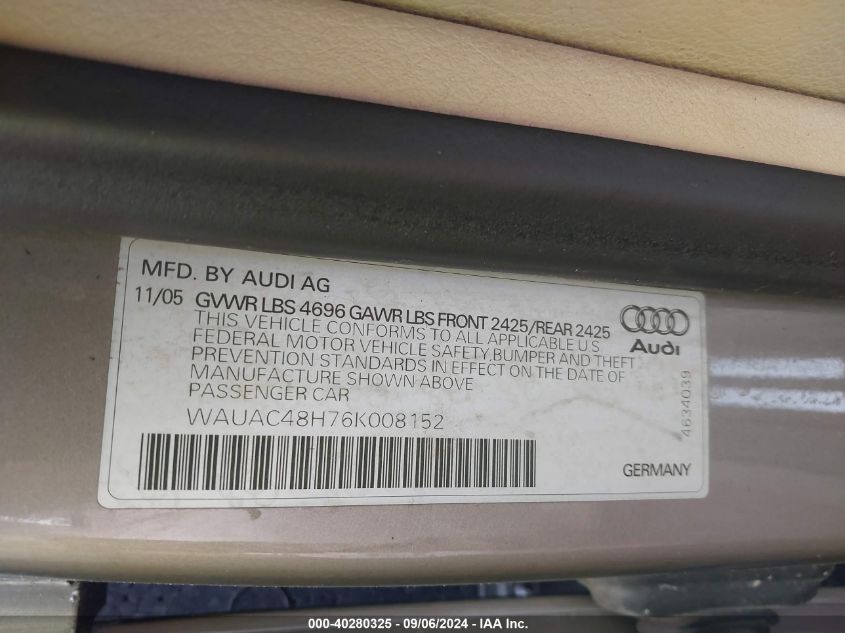 MFD. BY AUDI AG
11/05 GVWR LBS 4696 GAWR LBS FRONT 2425/REAR 2425
THIS VEHICLE CONFORMS TO ALL APPLICABLE U.S
FEDERAL MOTOR VEHICLE SAFETY,BUMPER AND THEFT
PREVENTION STANDARDS IN EFFECT ON THE DATE OF
MANUFACTURE SHOWN ABOVE
PASSENGER CAR
WAUAC48H76K008152
Audi
4634039
GERMANY
000-40280325 - 09/06/2024 - IAA Inc.